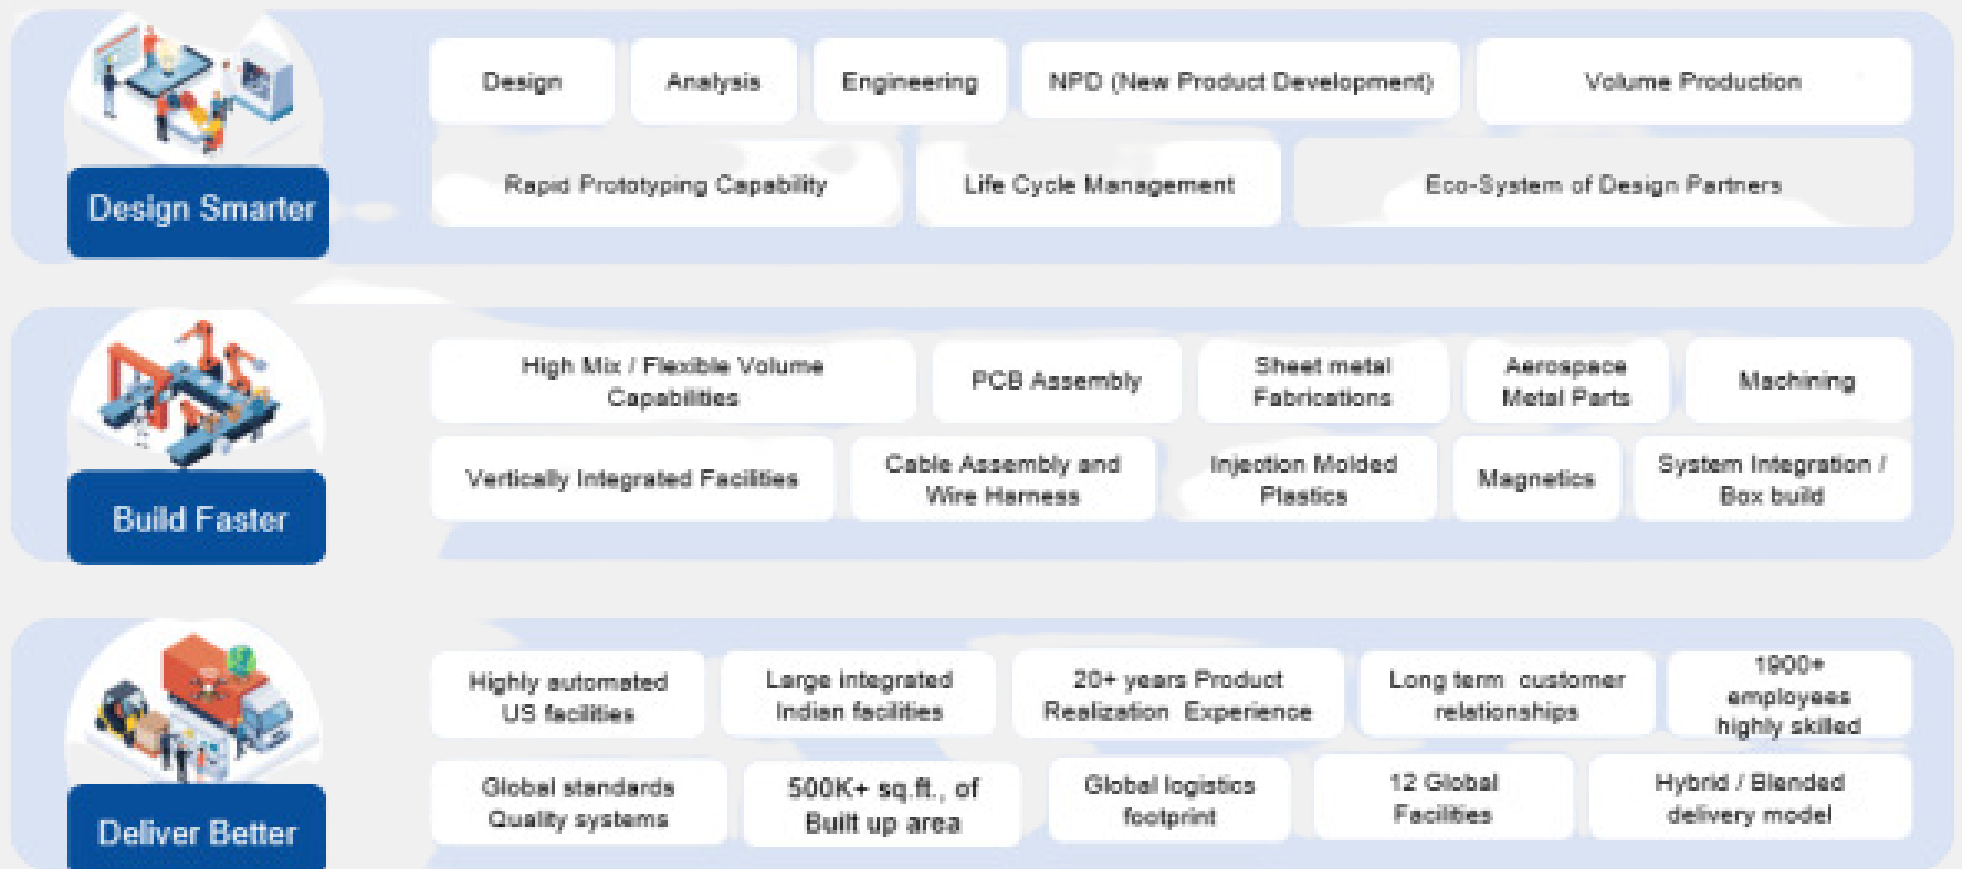 Design
Analysis
Engineering
NPD (New Product Development)
Volume Production
Design Smarter
Rapid Prototyping Capability
Life Cycle Management
Eco-System of Design Partners
Build Faster
High Mix / Flexible Volume
Capabilities
PCB Assembly
Sheet metal
Fabrications
Aerospace
Metal Parts
Machining
Vertically Integrated Facilities
Cable Assembly and
Wire Harness
Injection Molded
Plastics
Magnetics
System Integration /
Box build
Deliver Better
Highly automated
US facilities
Large integrated
Indian facilities
20+ years Product
Realization Experience
Long term customer
relationships
1900+
employees
highly skilled
Global standards
Quality systems
500K+ sq.ft., of
Built up area
Global logistics
footprint
12 Global
Facilities
Hybrid / Blended
delivery model